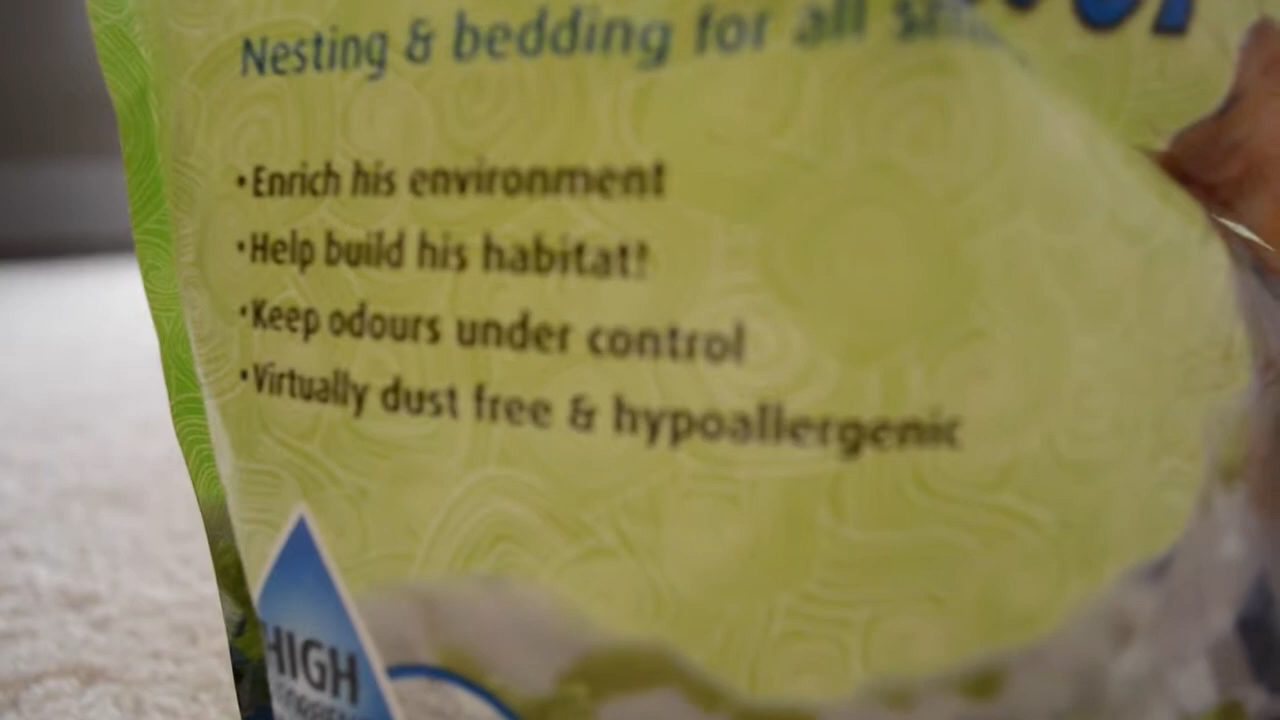 Nesting & bedding for all
• Enrich his environment
• Help build his habitat!
• Keep odours under control
• Virtually dust free & hypoallergenic
HIGH